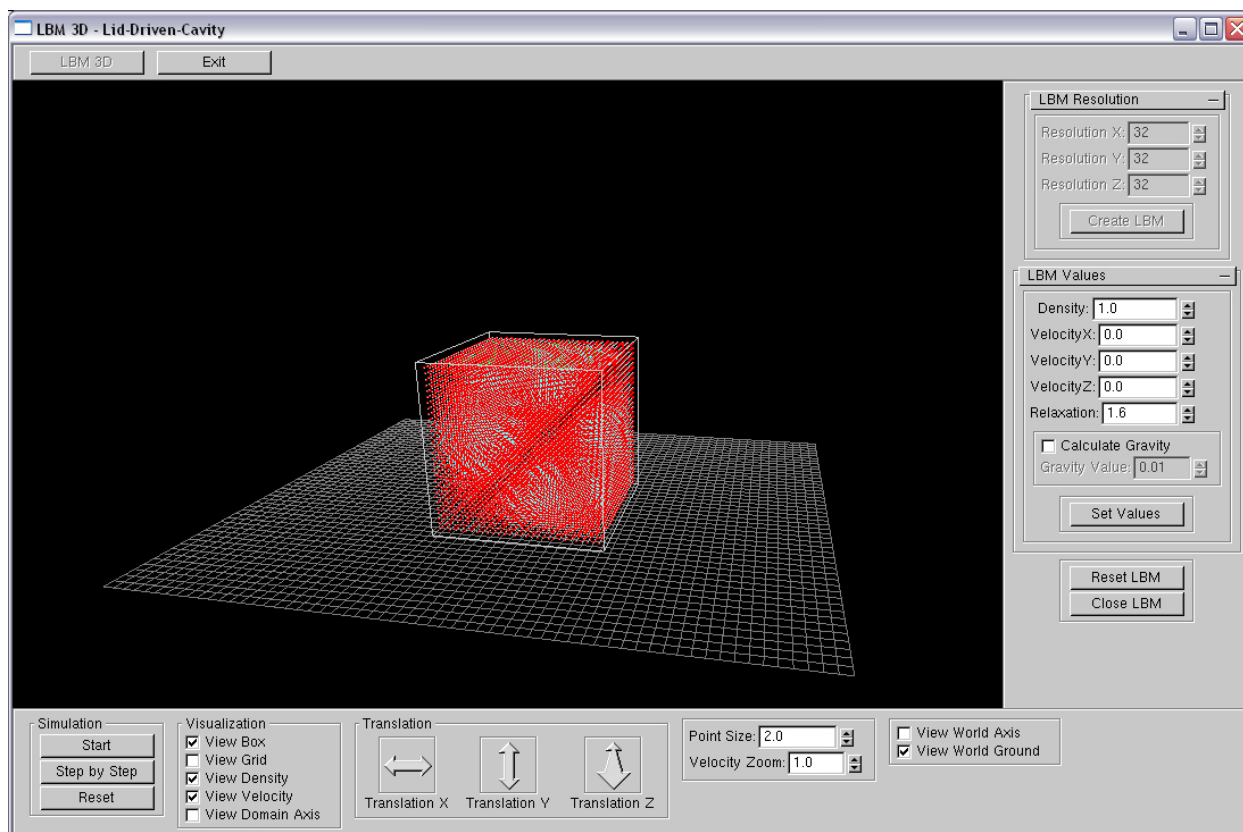 LBM 3D - Lid-Driven-Cavity
LBM 3D Exit
LBM Resolution
Resolution X: 32
Resolution Y: 32
Resolution Z: 32
Create LBM
LBM Values
Density: 1.0
VelocityX: 0.0
VelocityY: 0.0
VelocityZ: 0.0
Relaxation: 1.6
Calculate Gravity
Gravity Value: 0.01
Set Values
Reset LBM
Close LBM
Simulation
Start
Step by Step
Reset
Visualization
View Box
View Grid
View Density
View Velocity
View Domain Axis
Translation
Translation X Translation Y Translation Z
Point Size: 2.0
Velocity Zoom: 1.0
View World Axis
View World Ground